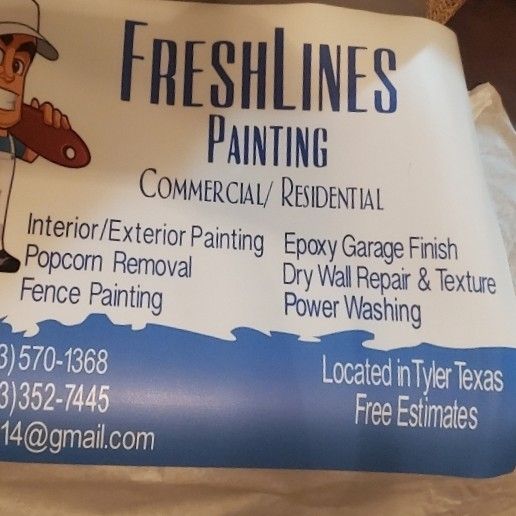 FRESHLINES
PAINTING
COMMERCIAL/ RESIDENTIAL
Interior/Exterior Painting
Popcorn Removal
Fence Painting
Epoxy Garage Finish
Dry Wall Repair & Texture
Power Washing
3)570-1368
3)352-7445
14@gmail.com
Located in Tyler Texas
Free Estimates